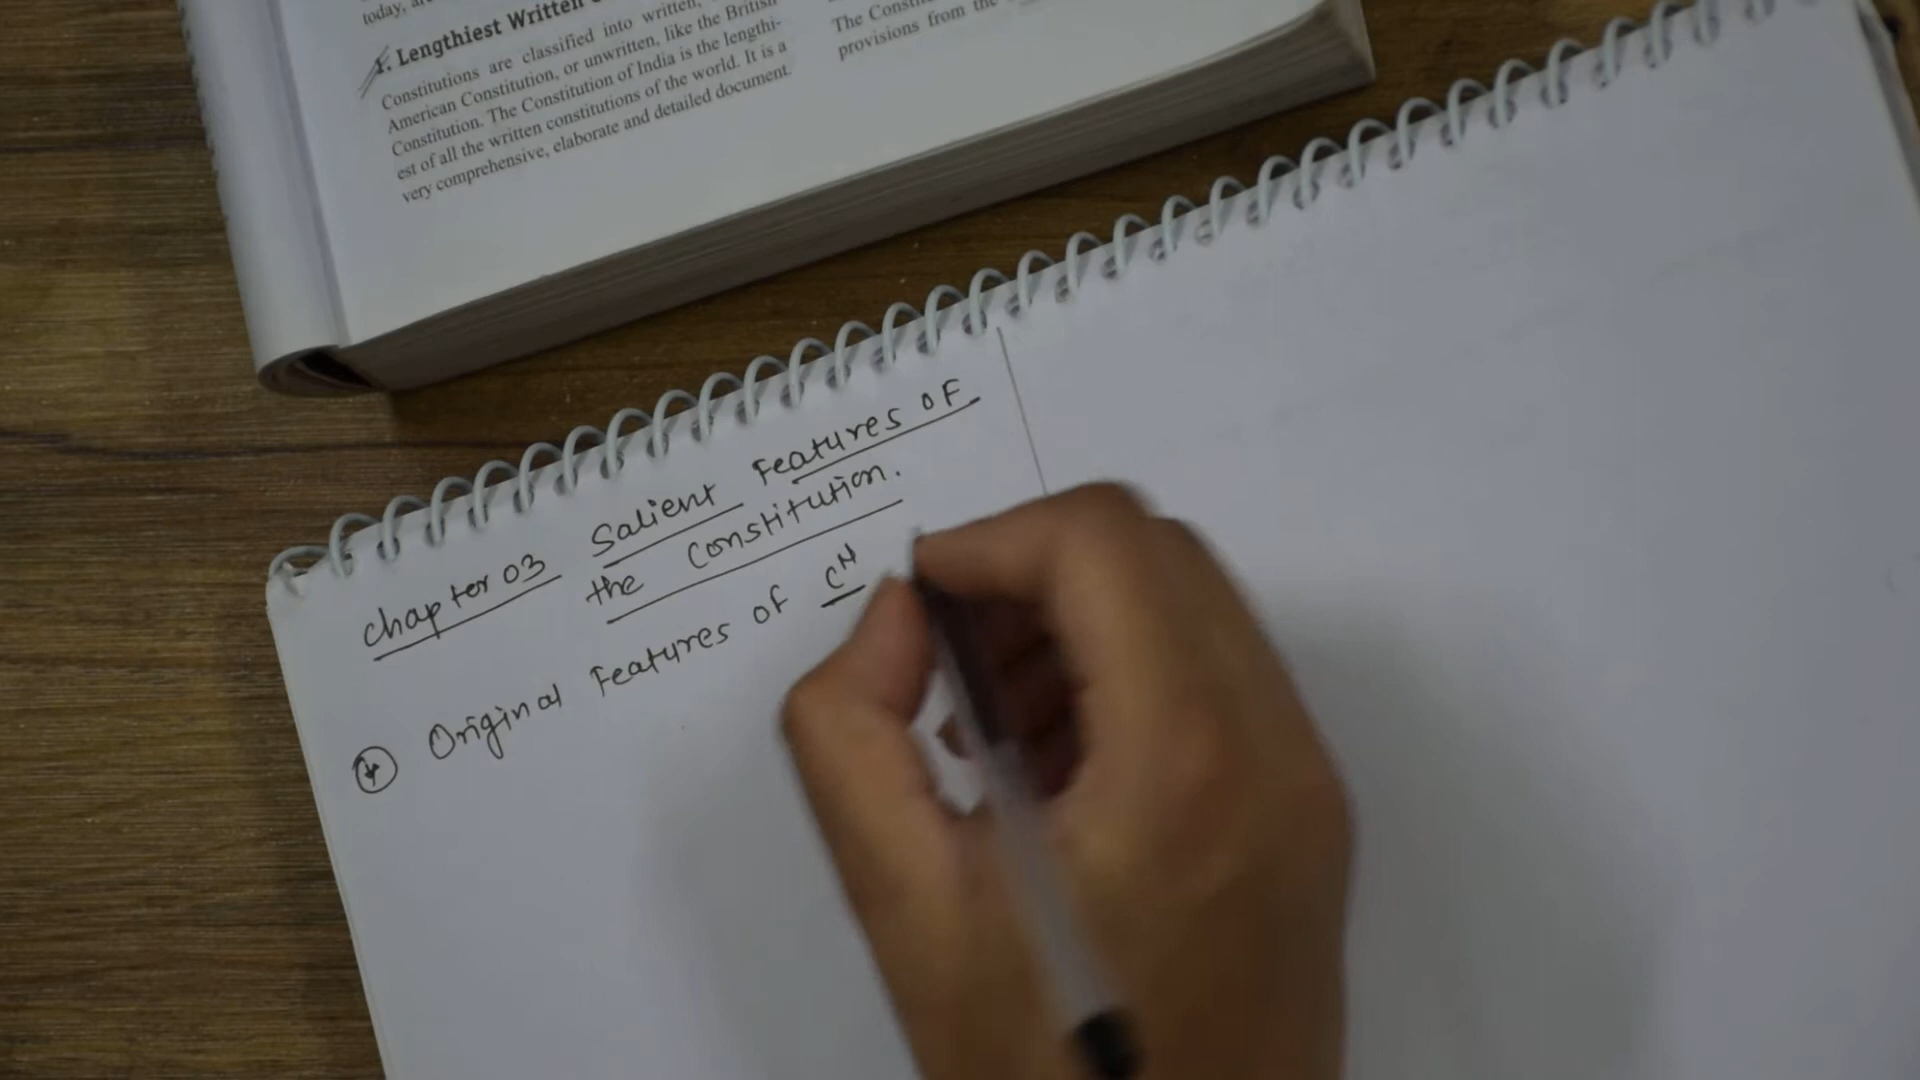 today,
1. Lengthiest Written
Constitutions are classified into written,
American Constitution, or unwritten, like the British
Constitution. The Constitution of India is the lengthi-
est of all the written constitutions of the world. It is a
very comprehensive, elaborate and detailed document.
The
provisions from the
Chapter 03 Salient Features of
the Constitution.
Original Features of C^N